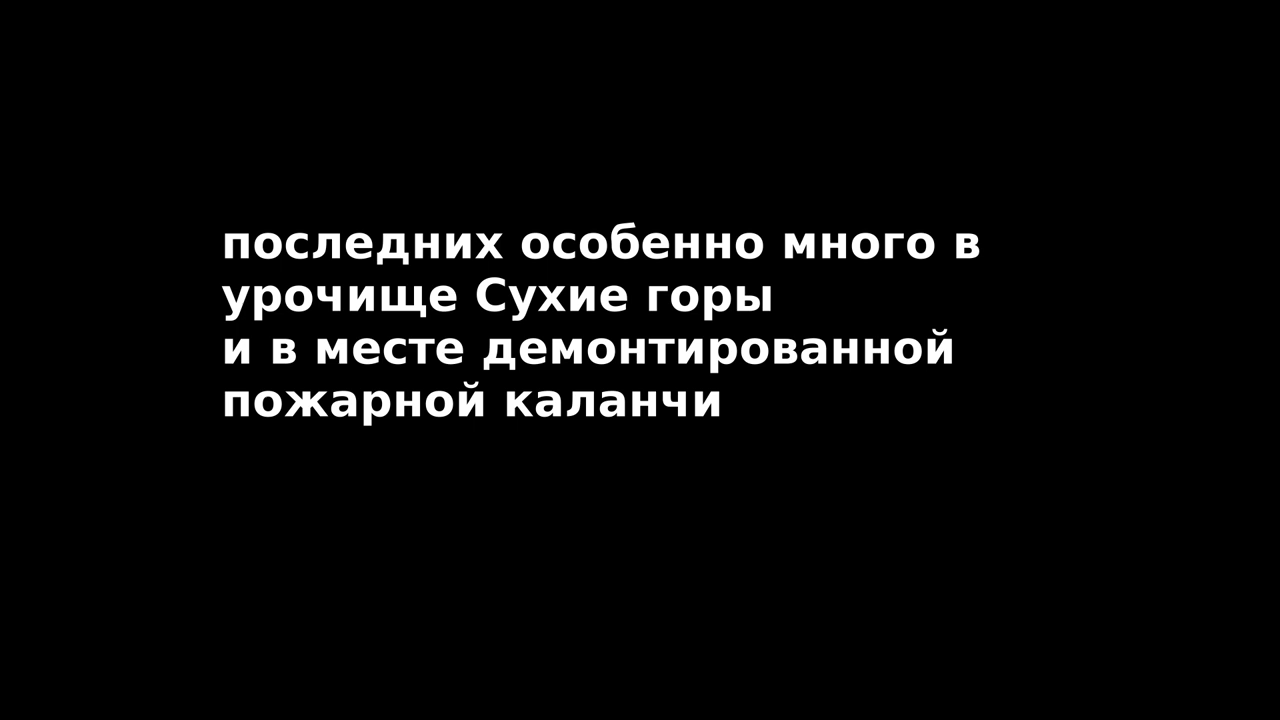 последних особенно много в
урочище Сухие горы
и в месте демонтированной
пожарной каланчи